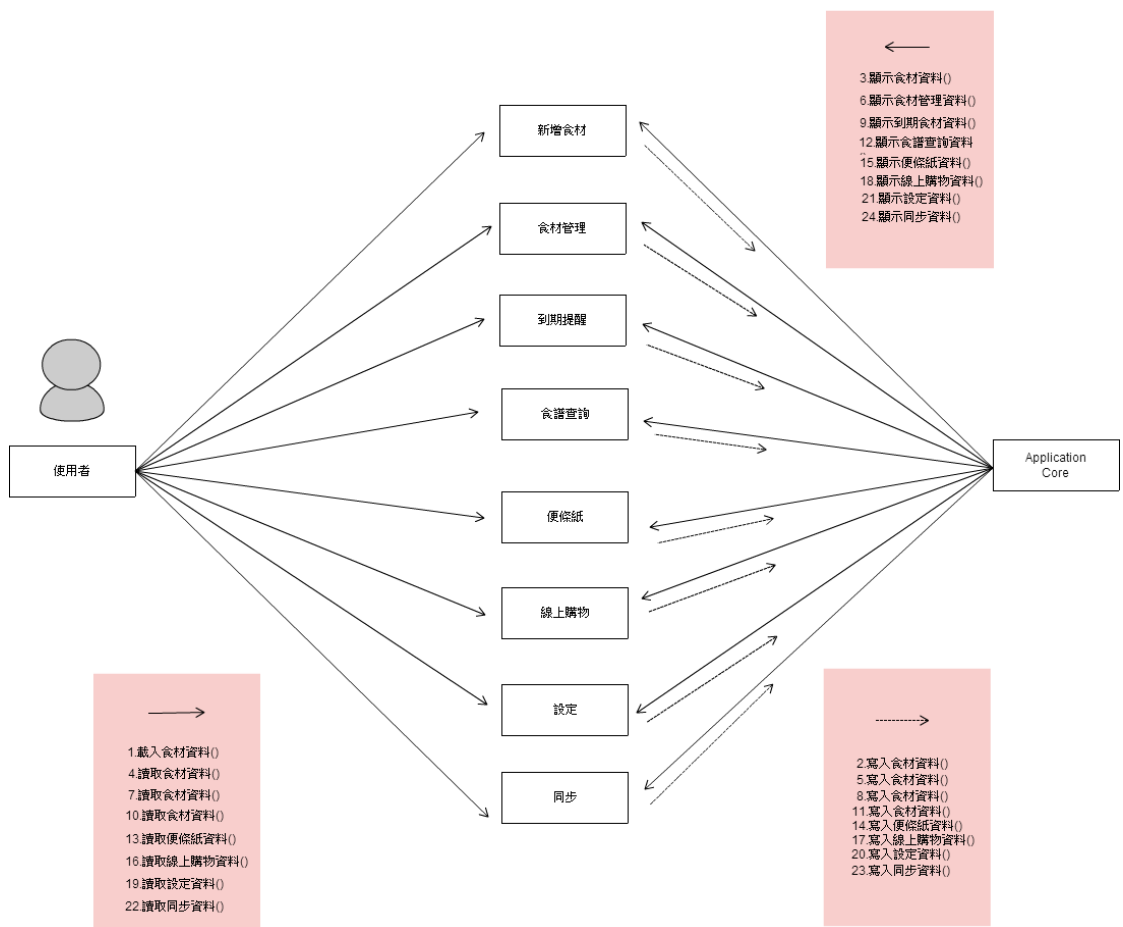 3.顯示食材資料()
6.顯示食材管理資料()
9.顯示到期食材資料()
12.顯示食譜查詢資料
()
15.顯示便條紙資料()
18.顯示線上購物資料()
21.顯示設定資料()
24.顯示同步資料()
新增食材
食材管理
到期提醒
食譜查詢
使用者
Application
Core
便條紙
線上購物
設定
同步
1.載入食材資料()
4.讀取食材資料()
7.讀取食材資料()
10.讀取食材資料()
13.讀取便條紙資料()
16.讀取線上購物資料()
19.讀取設定資料()
22.讀取同步資料()
2.寫入食材資料()
5.寫入食材資料()
8.寫入食材資料()
11.寫入食材資料()
14.寫入便條紙資料()
17.寫入線上購物資料()
20.寫入設定資料()
23.寫入同步資料()